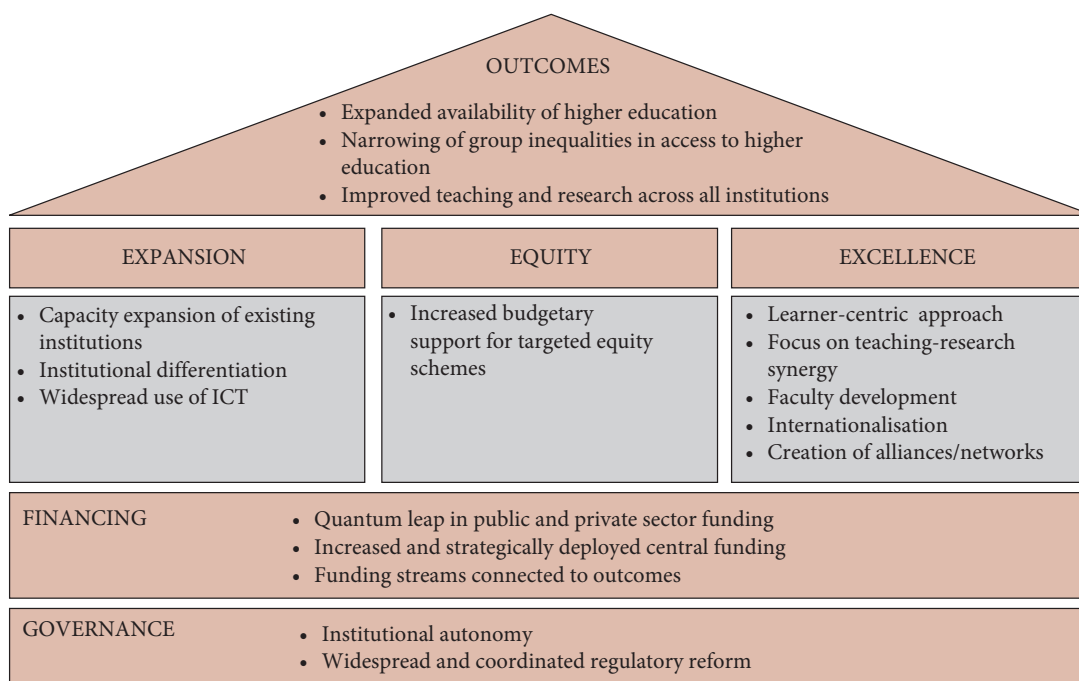 OUTCOMES
• Expanded availability of higher education
• Narrowing of group inequalities in access to higher
education
• Improved teaching and research across all institutions
EXPANSION
• Capacity expansion of existing
institutions
• Institutional differentiation
• Widespread use of ICT
EQUITY
• Increased budgetary
support for targeted equity
schemes
EXCELLENCE
• Learner-centric approach
• Focus on teaching-research
synergy
• Faculty development
• Internationalisation
• Creation of alliances/networks
FINANCING
• Quantum leap in public and private sector funding
• Increased and strategically deployed central funding
• Funding streams connected to outcomes
GOVERNANCE
• Institutional autonomy
• Widespread and coordinated regulatory reform